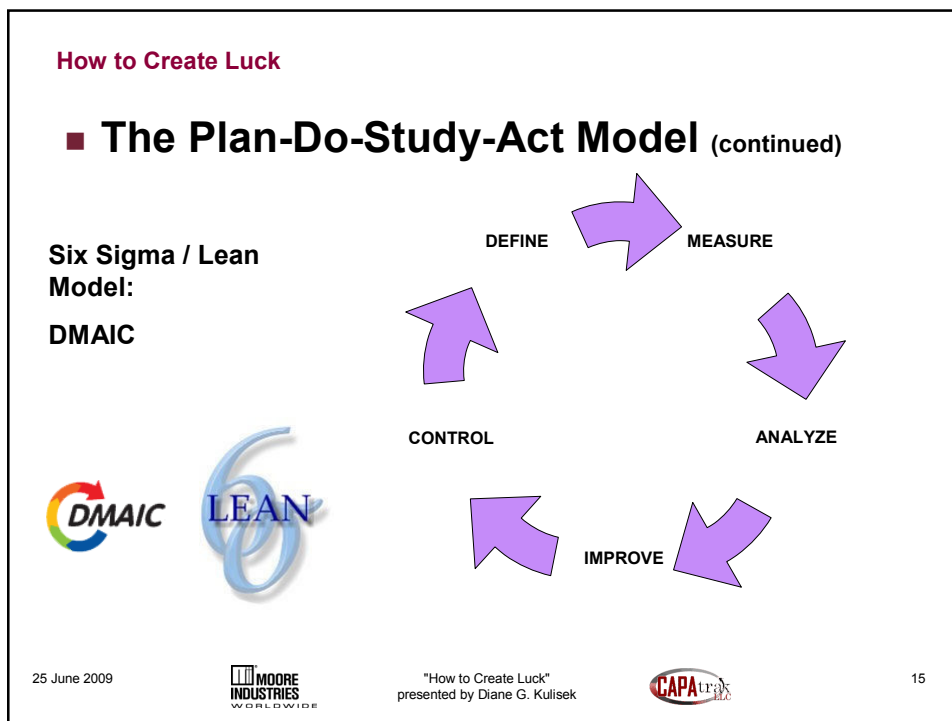 How to Create Luck
The Plan-Do-Study-Act Model (continued)
Six Sigma / Lean
Model:
DMAIC
DEFINE
MEASURE
ANALYZE
IMPROVE
CONTROL
DMAIC
LEAN
25 June 2009
MOORE
INDUSTRIES
WORLDWIDE
"How to Create Luck"
presented by Diane G. Kulisek
CAPAtrak
LLC
15